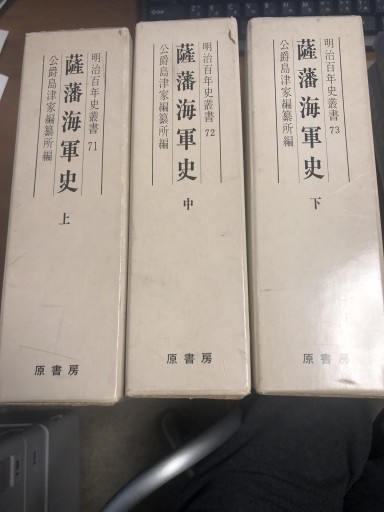 明治百年史叢書 71
公爵島津家編纂所編
薩藩海軍史
上
原書房
明治百年史叢書 72
公爵島津家編纂所編
薩藩海軍史
中
原書房
明治百年史叢書 73
公爵島津家編纂所編
薩藩海軍史
下
原書房